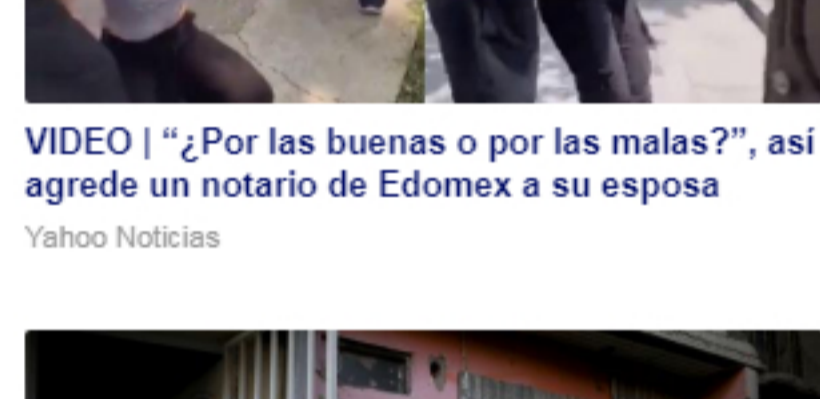 VIDEO | “¿Por las buenas o por las malas?”, así
agrede un notario de Edomex a su esposa
Yahoo Noticias